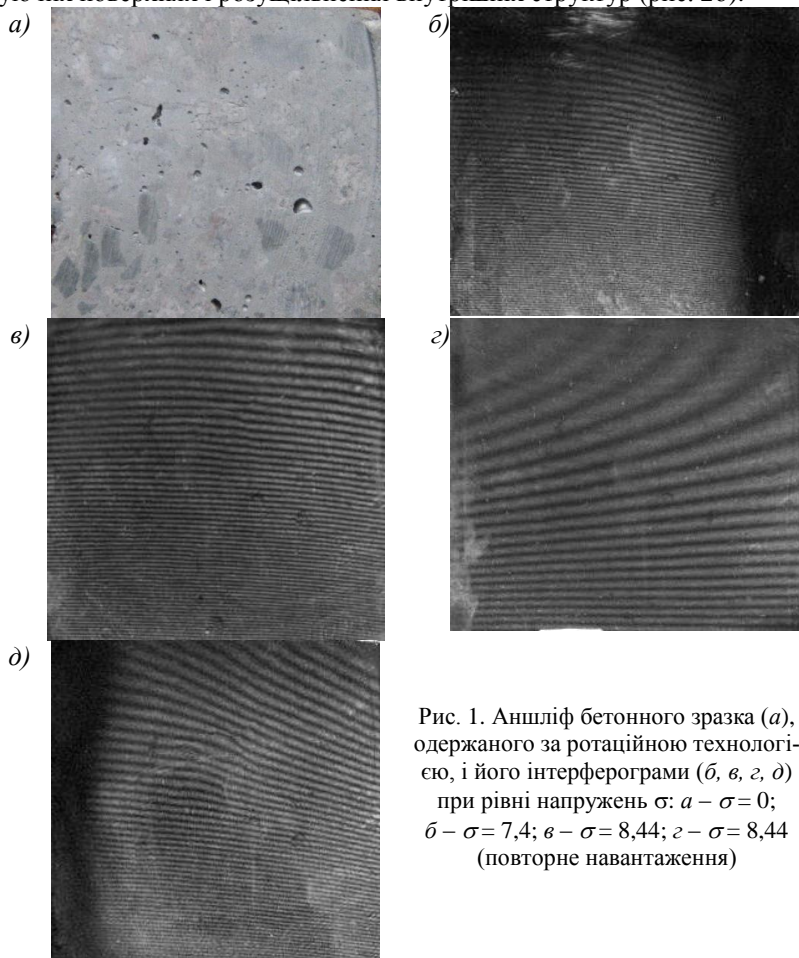 а)
б)
в)
г)
д)
Рис. 1. Аншліф бетонного зразка (а),
одержаного за ротаційною технологі-
єю, і його інтерферограми (б, в, г, д)
при рівні напружень σ: а – σ = 0;
б – σ = 7,4; в – σ = 8,44; г – σ = 8,44
(повторне навантаження)